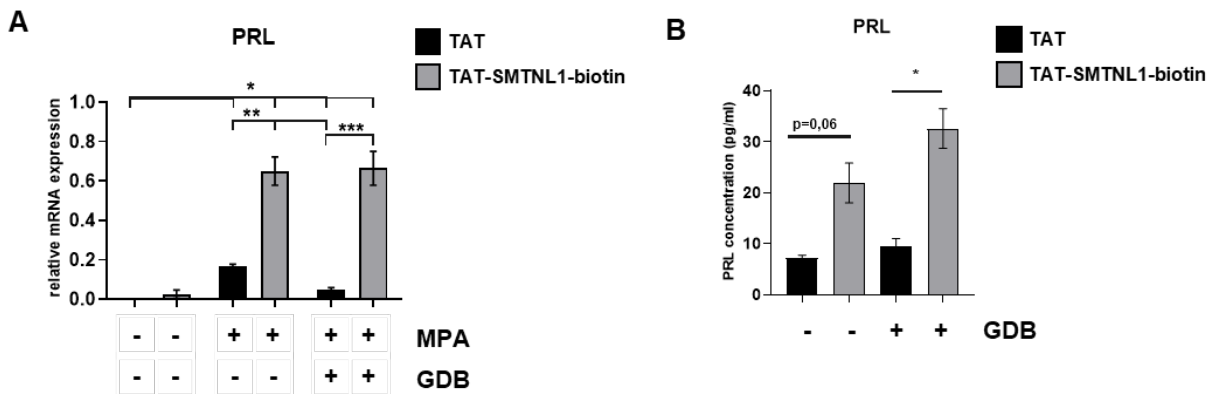 A
PRL
TAT
TAT-SMTNL1-biotin
relative mRNA expression
1.0
0.8
0.6
0.4
0.2
0.0
*
**
***
- - + + + + MPA
- - - - + + GDB
B
PRL
TAT
TAT-SMTNL1-biotin
PRL concentration (pg/ml)
40
30
20
10
0
p=0,06
*
- - + + GDB